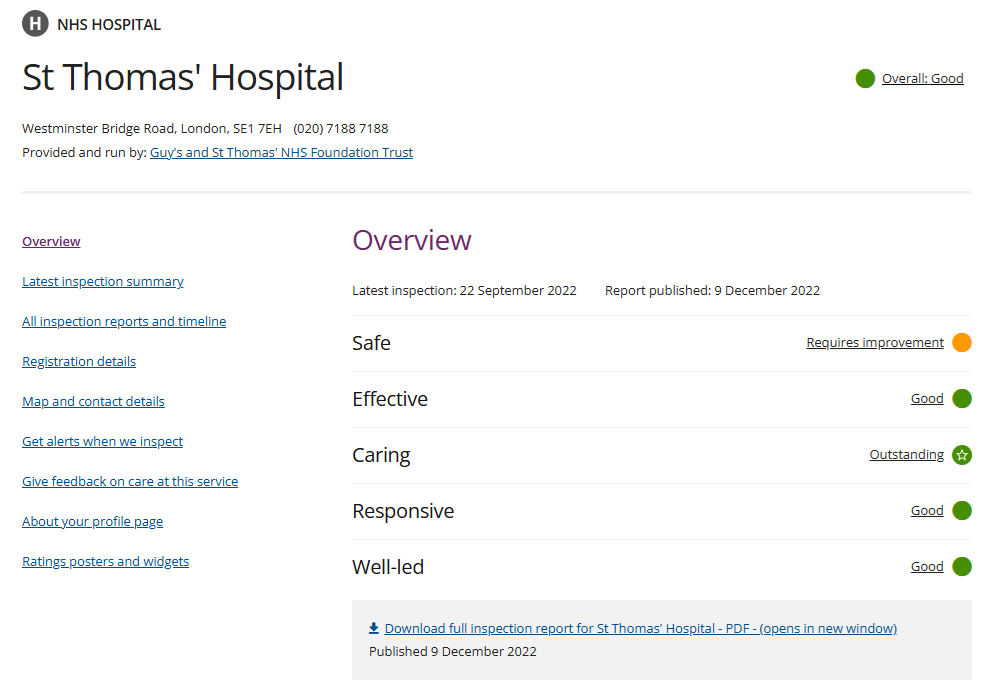 H NHS HOSPITAL
St Thomas' Hospital
Overall: Good
Westminster Bridge Road, London, SE1 7EH (020) 7188 7188
Provided and run by: Guy's and St Thomas' NHS Foundation Trust
Overview
Latest inspection summary
All inspection reports and timeline
Registration details
Map and contact details
Get alerts when we inspect
Give feedback on care at this service
About your profile page
Ratings posters and widgets
Overview
Latest inspection: 22 September 2022 Report published: 9 December 2022
Safe Requires improvement
Effective Good
Caring Outstanding
Responsive Good
Well-led Good
Download full inspection report for St Thomas' Hospital - PDF - (opens in new window)
Published 9 December 2022